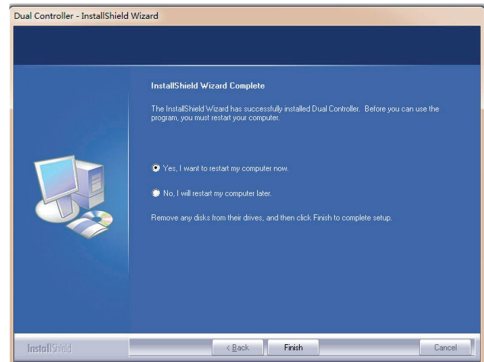 Dual Controller - InstallShield Wizard
InstallShield Wizard Complete
The InstallShield Wizard has successfully installed Dual Controller. Before you can use the
program, you must restart your computer.
Yes, I want to restart my computer now.
No, I will restart my computer later.
Remove any disks from their drives, and then click Finish to complete setup.
InstallShield
< Back
Finish
Cancel